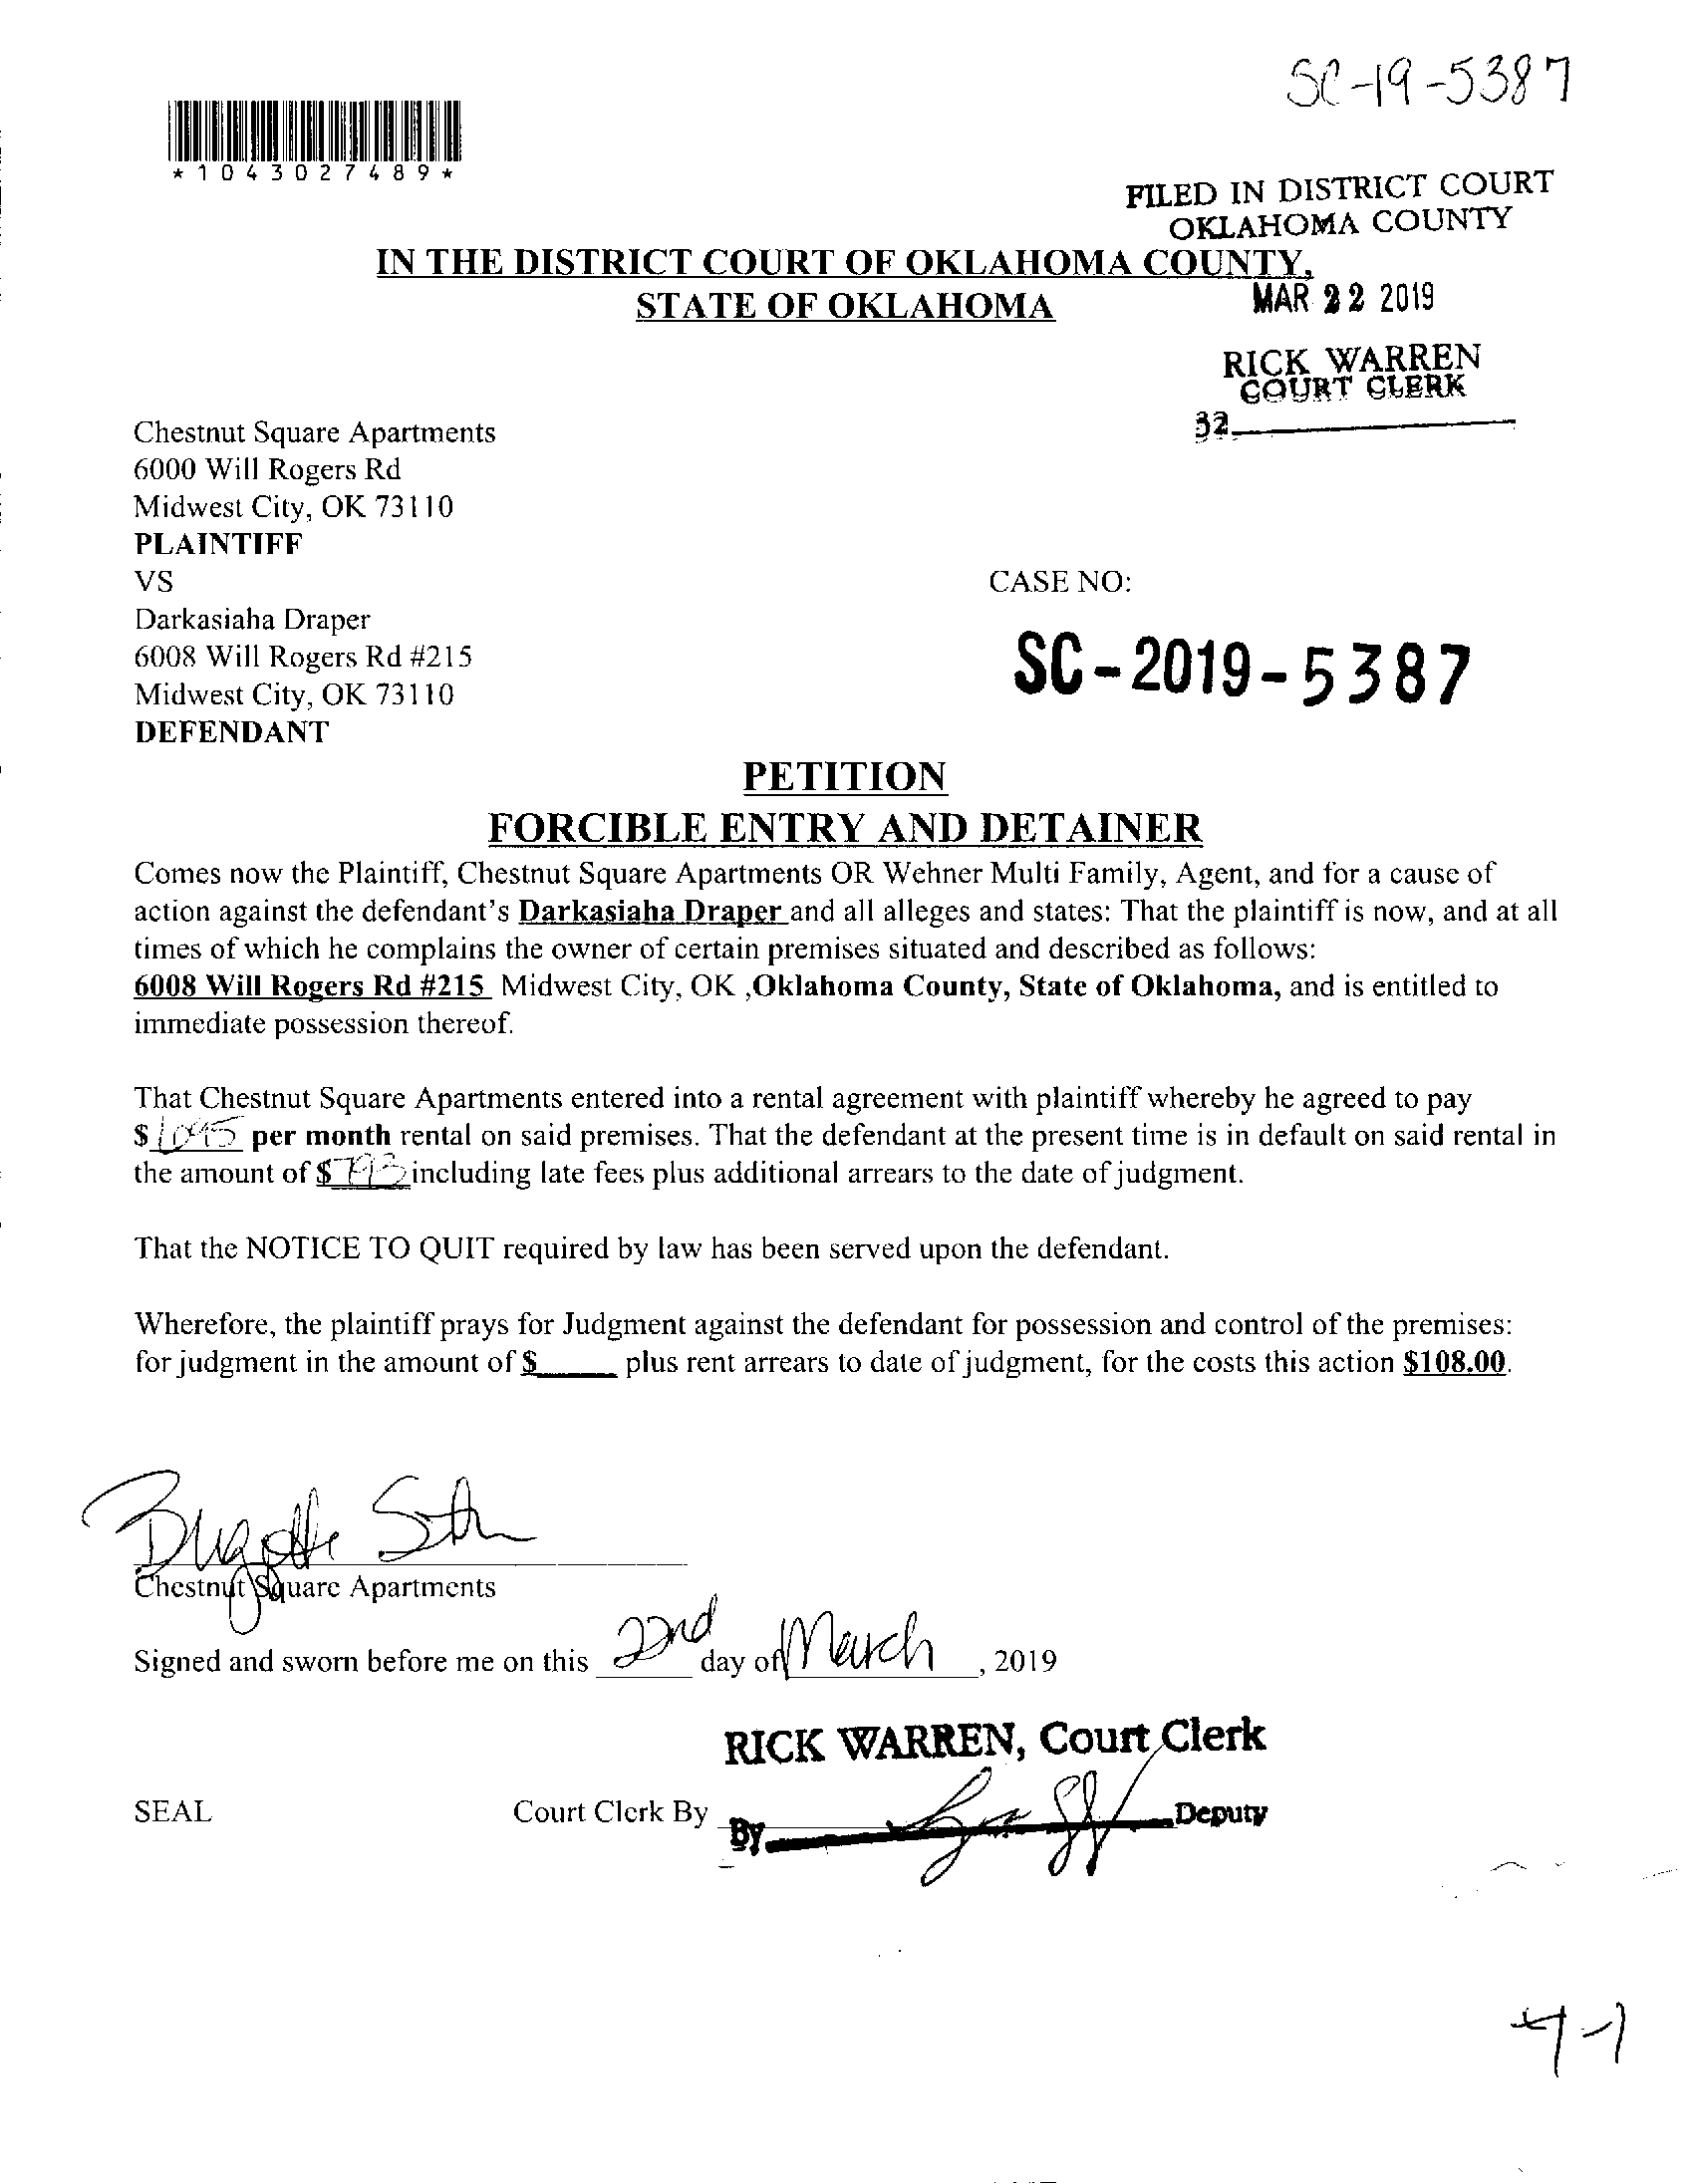 SC-19-5387
*1043027489*
FILED IN DISTRICT COURT
OKLAHOMA COUNTY
IN THE DISTRICT COURT OF OKLAHOMA COUNTY,
STATE OF OKLAHOMA
MAR 22 2019
RICK WARREN
COURT CLERK
32
Chestnut Square Apartments
6000 Will Rogers Rd
Midwest City, OK 73110
PLAINTIFF
VS
CASE NO:
Darkasiaha Draper
6008 Will Rogers Rd #215
SC-2019-5387
Midwest City, OK 73110
DEFENDANT
PETITION
FORCIBLE ENTRY AND DETAINER
Comes now the Plaintiff, Chestnut Square Apartments OR Wehner Multi Family, Agent, and for a cause of
action against the defendant's Darkasiaha Draper and all alleges and states: That the plaintiff is now, and at all
times of which he complains the owner of certain premises situated and described as follows:
6008 Will Rogers Rd #215 Midwest City, OK ,Oklahoma County, State of Oklahoma, and is entitled to
immediate possession thereof.
That Chestnut Square Apartments entered into a rental agreement with plaintiff whereby he agreed to pay
$1045 per month rental on said premises. That the defendant at the present time is in default on said rental in
the amount of $793 including late fees plus additional arrears to the date of judgment.
That the NOTICE TO QUIT required by law has been served upon the defendant.
Wherefore, the plaintiff prays for Judgment against the defendant for possession and control of the premises:
for judgment in the amount of $_____ plus rent arrears to date of judgment, for the costs this action $108.00.
Chestnut Square Apartments
Signed and sworn before me on this 22nd day of March, 2019
RICK WARREN, Court Clerk
SEAL Court Clerk By
By Deputy
4-1